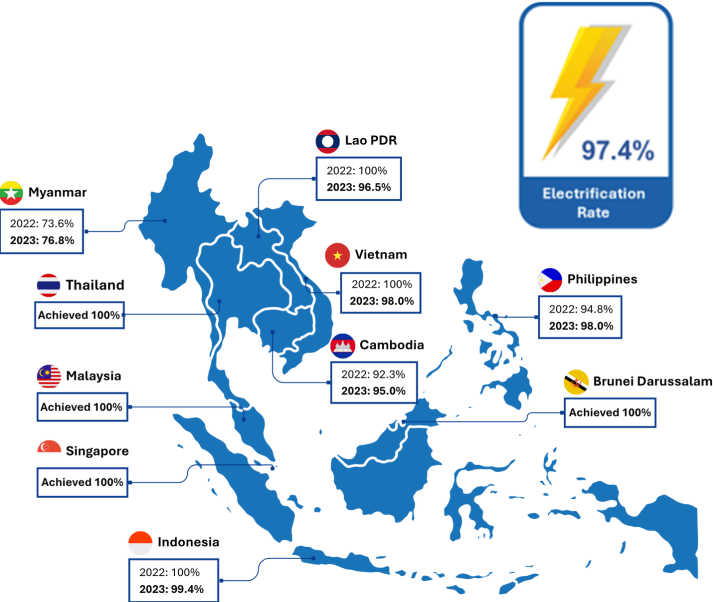 97.4%
Electrification
Rate
Lao PDR
2022: 100%
2023: 96.5%
Myanmar
2022: 73.6%
2023: 76.8%
Vietnam
2022: 100%
2023: 98.0%
Thailand
Achieved 100%
Philippines
2022: 94.8%
2023: 98.0%
Cambodia
2022: 92.3%
2023: 95.0%
Malaysia
Achieved 100%
Brunei Darussalam
Achieved 100%
Singapore
Achieved 100%
Indonesia
2022: 100%
2023: 99.4%